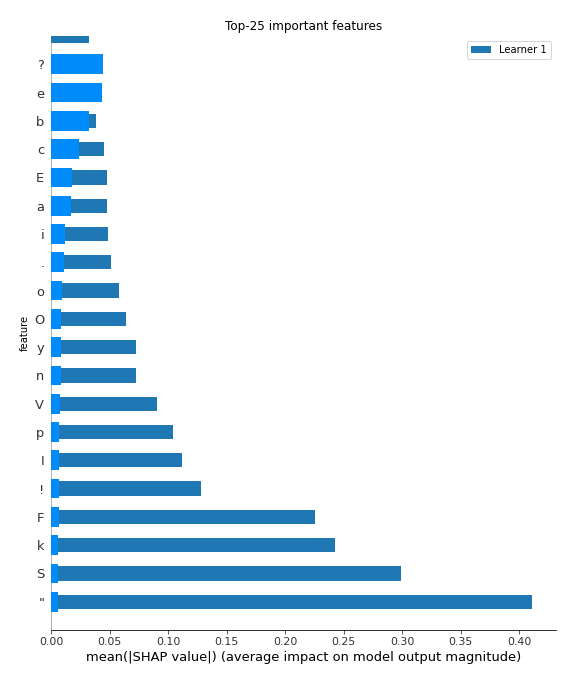 Top-25 important features
Learner 1
?
e
b
c
E
a
i
.
o
O
y
n
V
p
l
!
F
k
S
"
feature
0.00 0.05 0.10 0.15 0.20 0.25 0.30 0.35 0.40
mean(|SHAP value|) (average impact on model output magnitude)